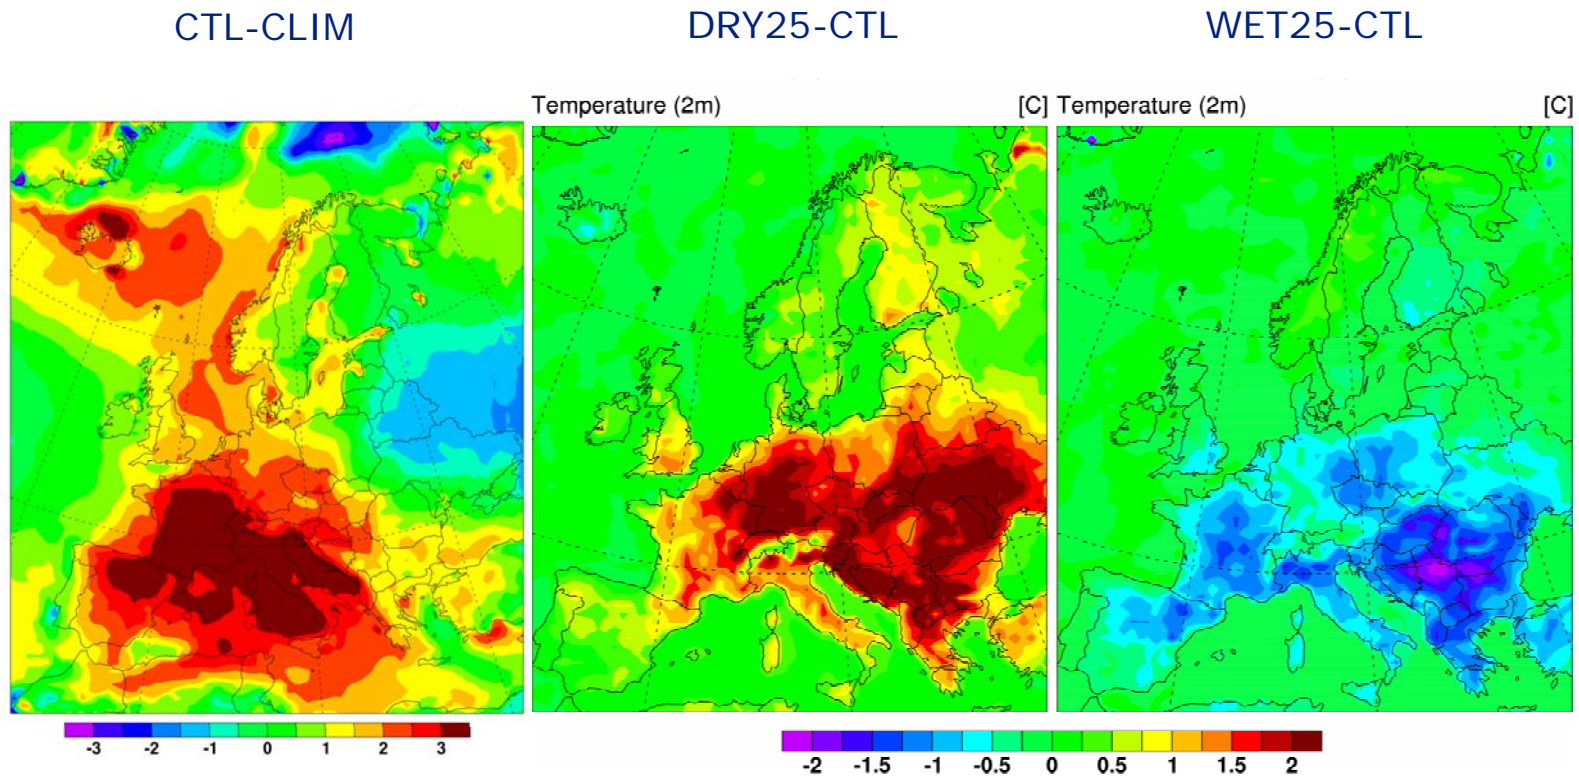 CTL-CLIM
DRY25-CTL
WET25-CTL
Temperature (2m) [C]
Temperature (2m) [C]
-3 -2 -1 0 1 2 3
-2 -1.5 -1 -0.5 0 0.5 1 1.5 2